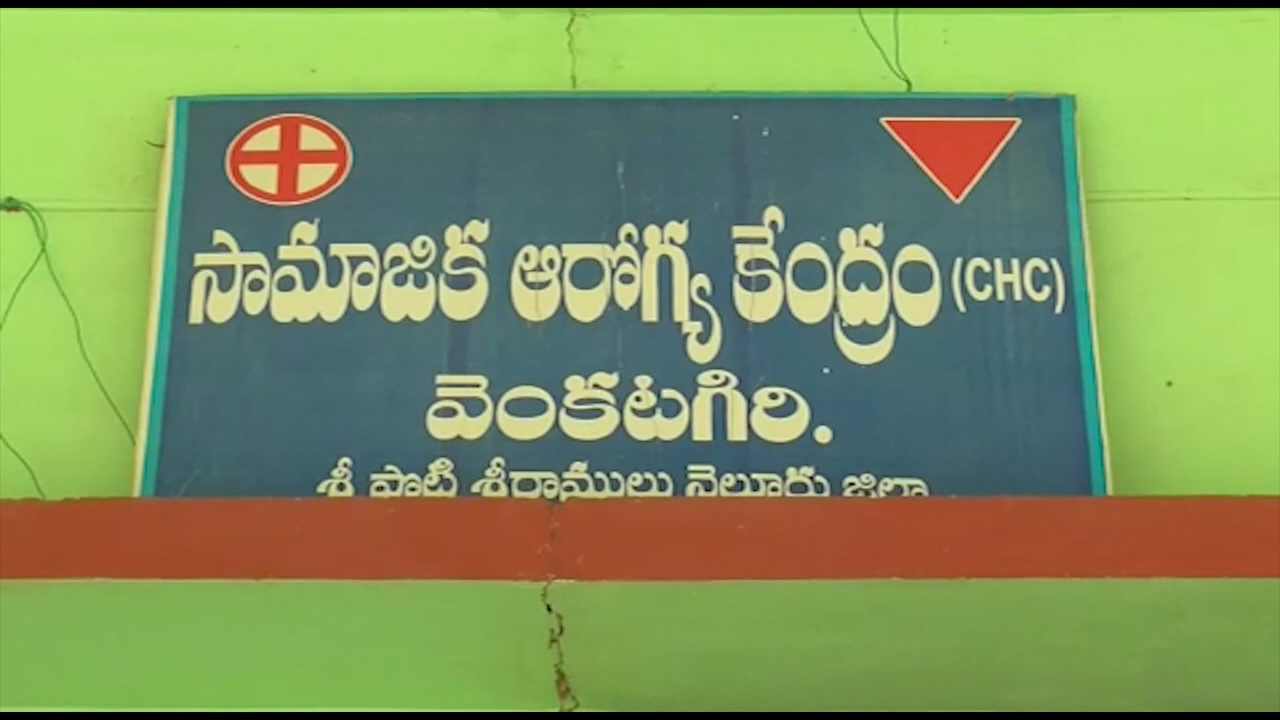 సామాజిక ఆరోగ్య కేంద్రం (CHC)
వెంకటగిరి.
శ్రీ పొట్టి శ్రీరాములు నెల్లూరు జిల్లా